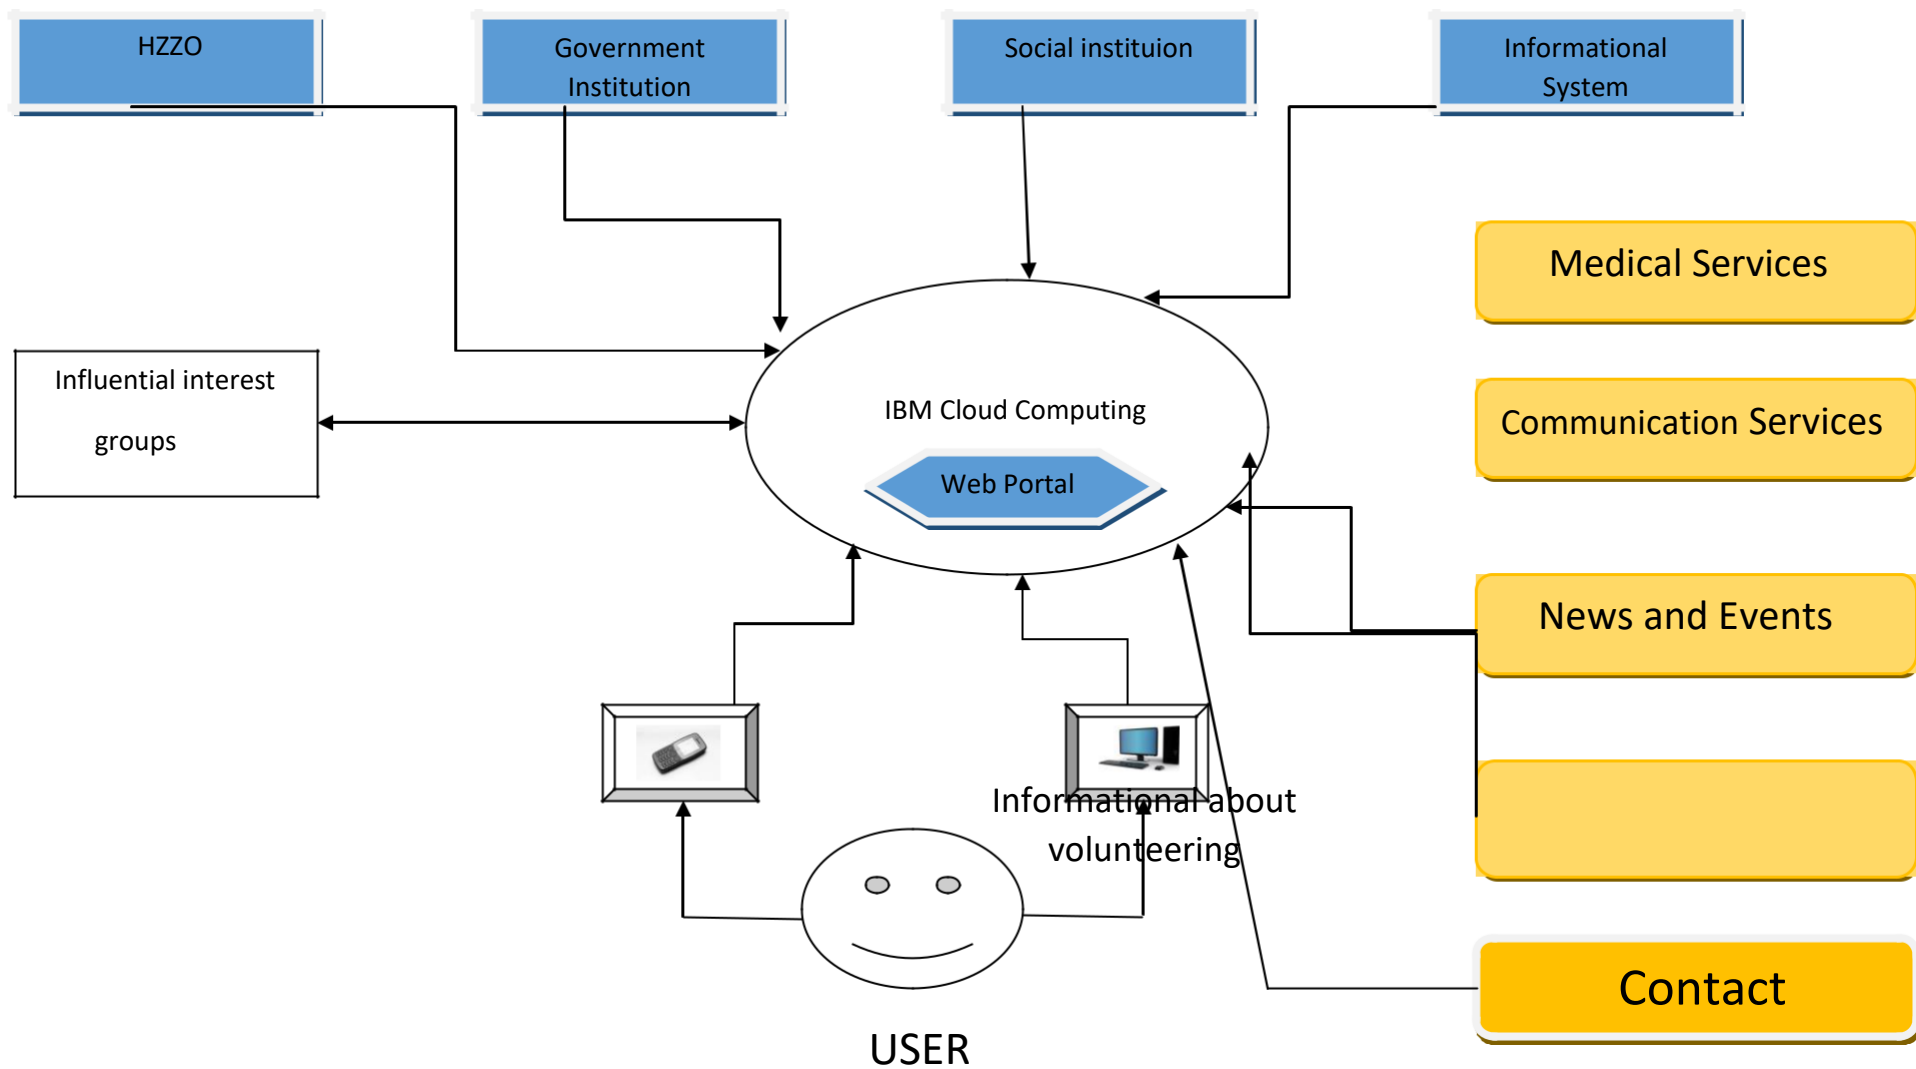 HZZO
Government
Institution
Social instituion
Informational
System
Medical Services
Influential interest
groups
IBM Cloud Computing
Communication Services
Web Portal
News and Events
Informational about
volunteering
Contact
USER